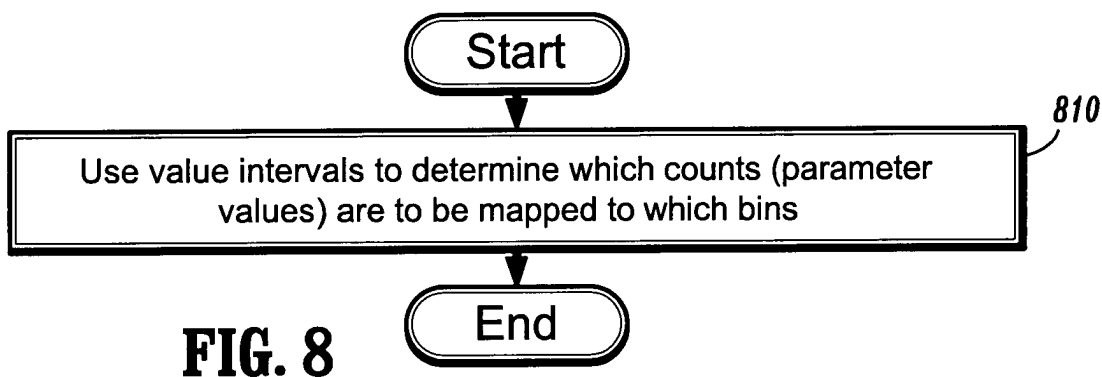 Start
810
Use value intervals to determine which counts (parameter
values) are to be mapped to which bins
End
FIG. 8